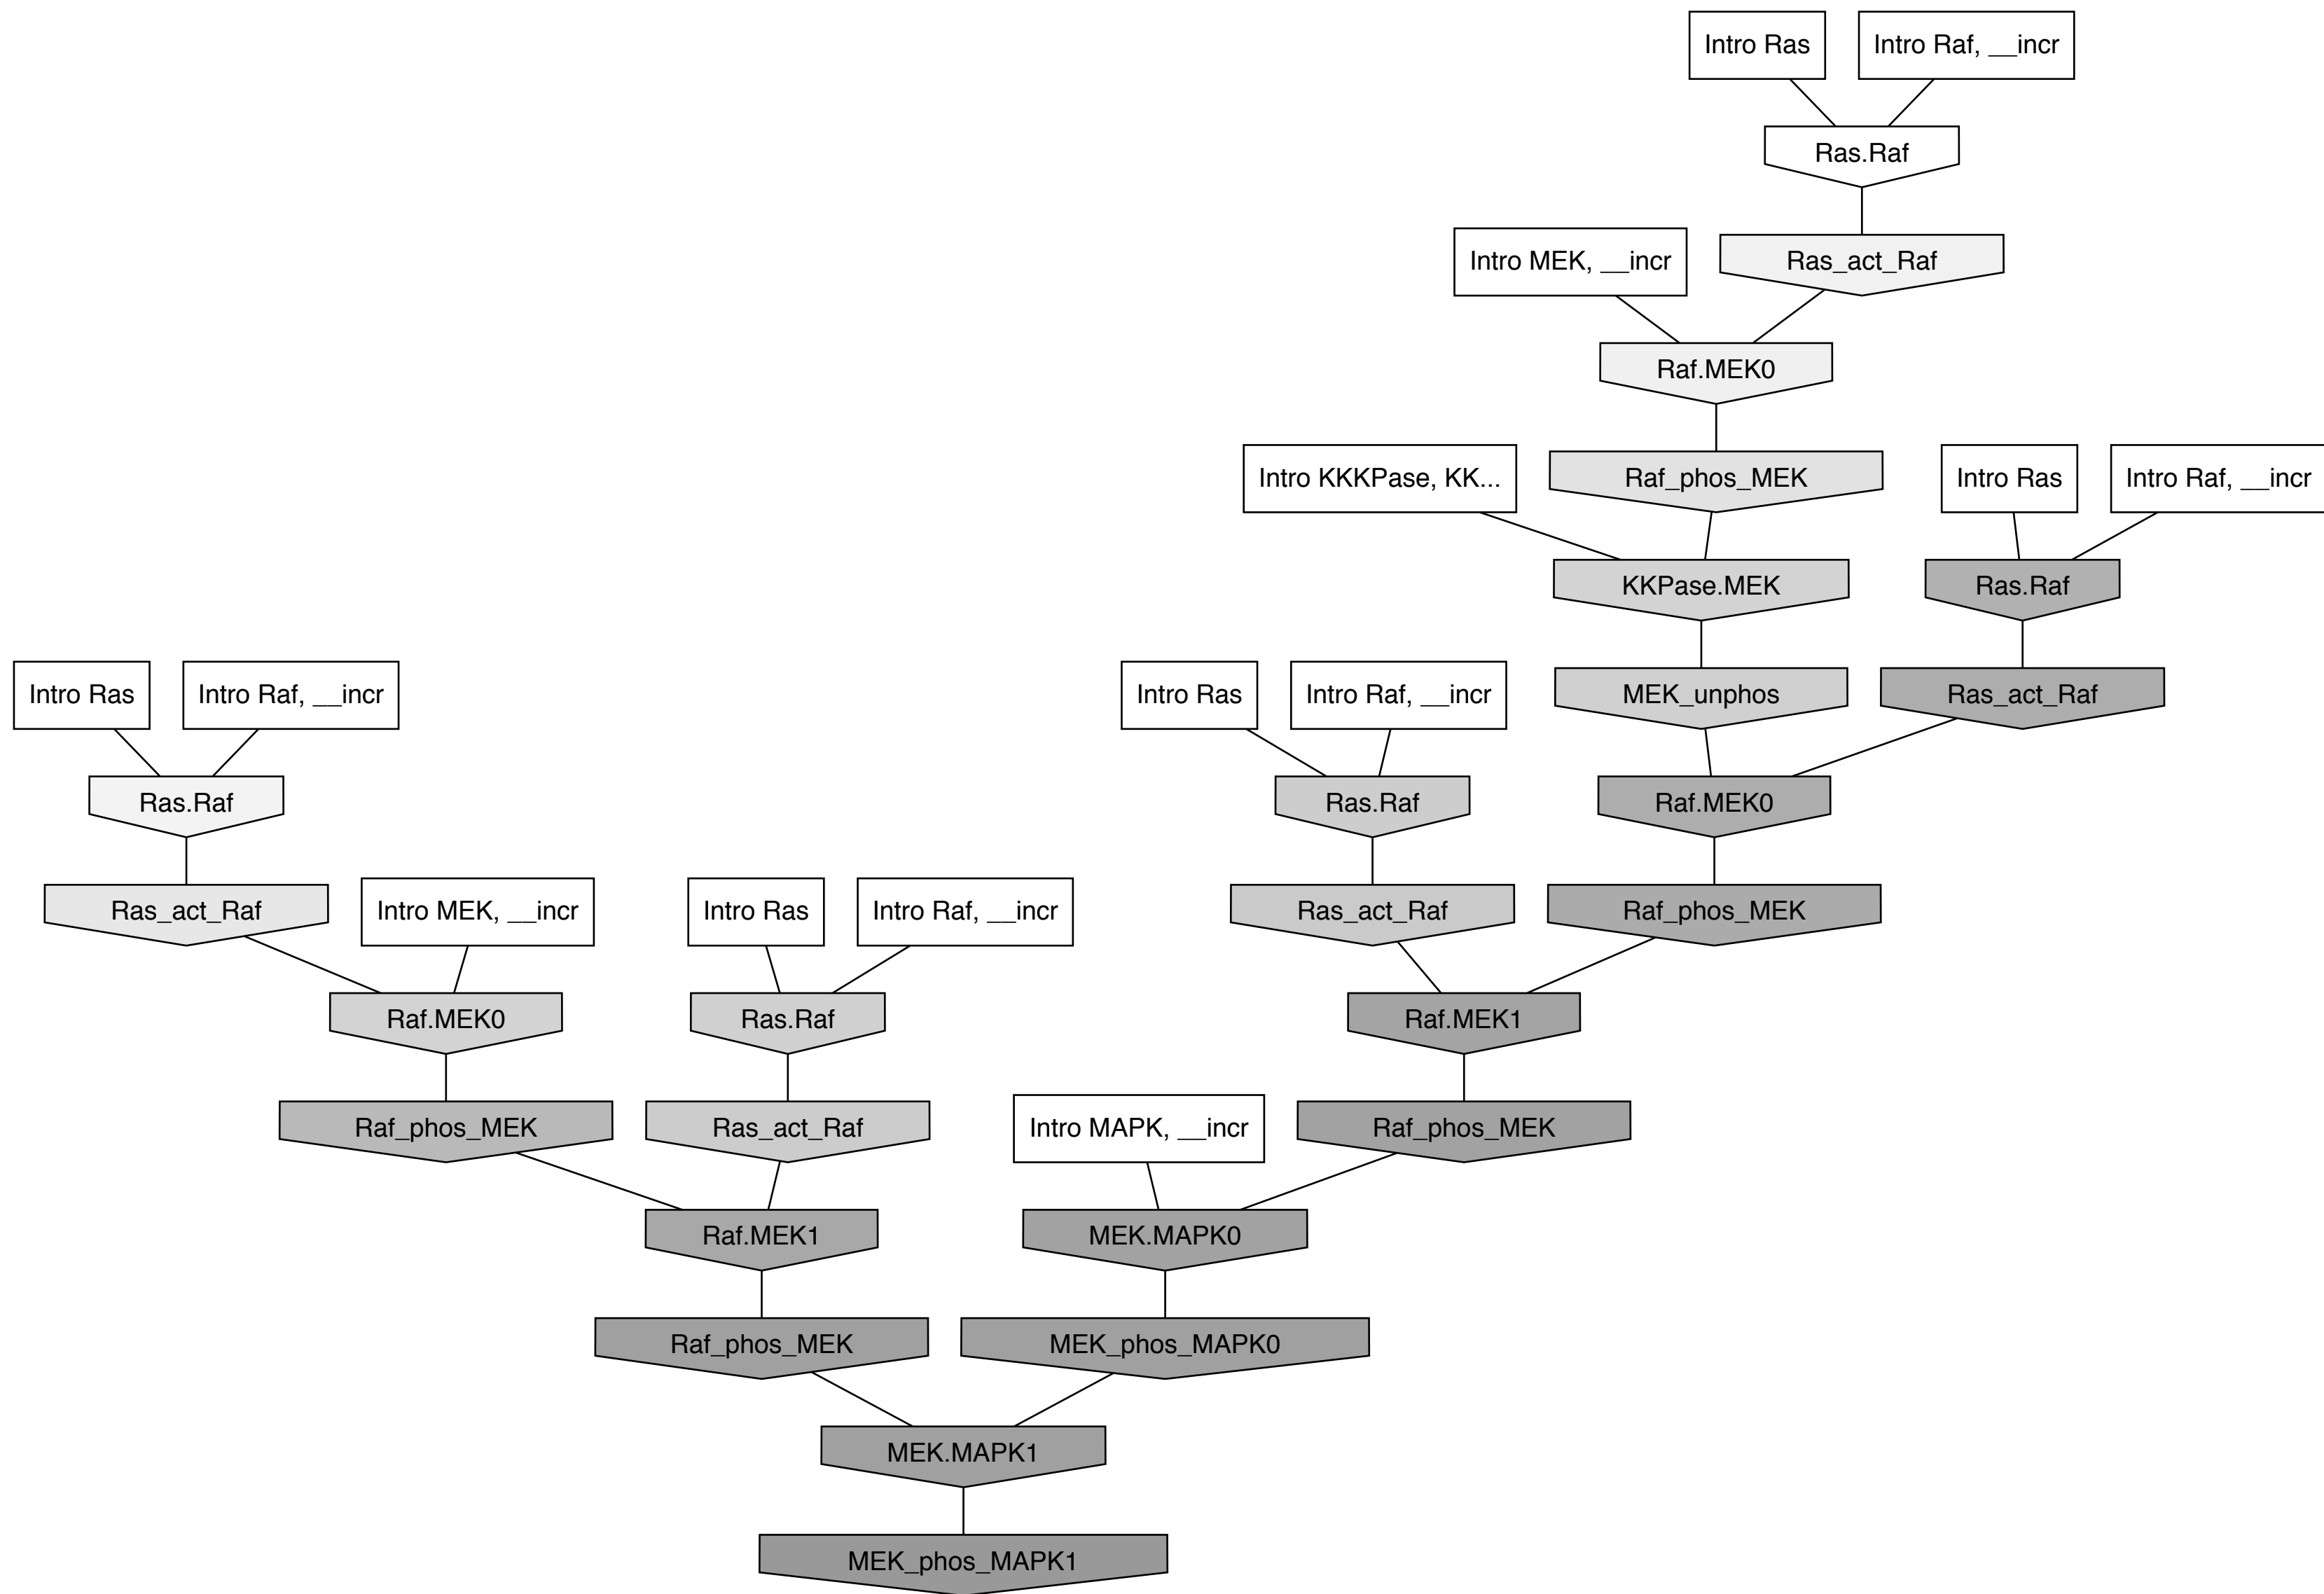 Intro Ras
Intro Raf, __incr
Ras.Raf
Intro MEK, __incr
Ras_act_Raf
Raf.MEK0
Intro KKKPase, KK...
Raf_phos_MEK
Intro Ras
Intro Raf, __incr
KKPase.MEK
Ras.Raf
Intro Ras
Intro Raf, __incr
Intro Ras
Intro Raf, __incr
MEK_unphos
Ras_act_Raf
Ras.Raf
Ras.Raf
Raf.MEK0
Ras_act_Raf
Intro MEK, __incr
Intro Ras
Intro Raf, __incr
Ras_act_Raf
Raf_phos_MEK
Raf.MEK0
Ras.Raf
Raf.MEK1
Raf_phos_MEK
Ras_act_Raf
Intro MAPK, __incr
Raf_phos_MEK
Raf.MEK1
MEK.MAPK0
Raf_phos_MEK
MEK_phos_MAPK0
MEK.MAPK1
MEK_phos_MAPK1